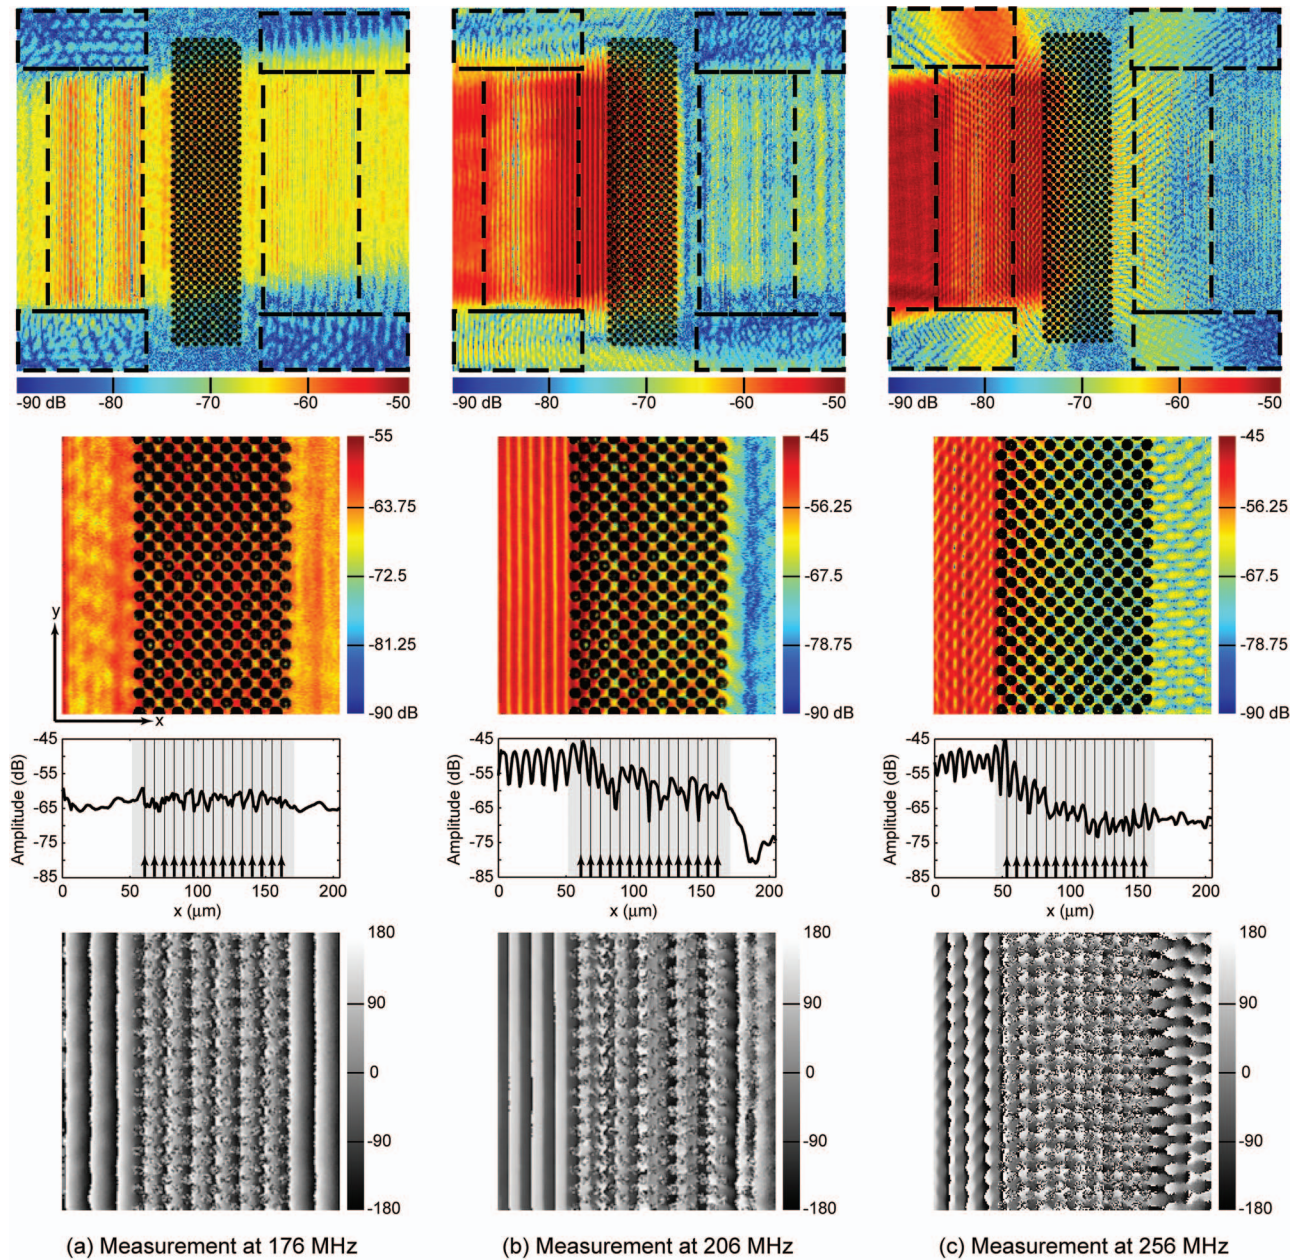 -90 dB -80 -70 -60 -50
-90 dB -80 -70 -60 -50
-90 dB -80 -70 -60 -50
-55
-63.75
-72.5
-81.25
-90 dB
y
x
-45
-56.25
-67.5
-78.75
-90 dB
-45
-56.25
-67.5
-78.75
-90 dB
Amplitude (dB)
-45
-55
-65
-75
-85
0 50 100 150 200
x (μm)
Amplitude (dB)
-45
-55
-65
-75
-85
0 50 100 150 200
x (μm)
Amplitude (dB)
-45
-55
-65
-75
-85
0 50 100 150 200
x (μm)
180
90
0
-90
-180
180
90
0
-90
-180
180
90
0
-90
-180
(a) Measurement at 176 MHz
(b) Measurement at 206 MHz
(c) Measurement at 256 MHz